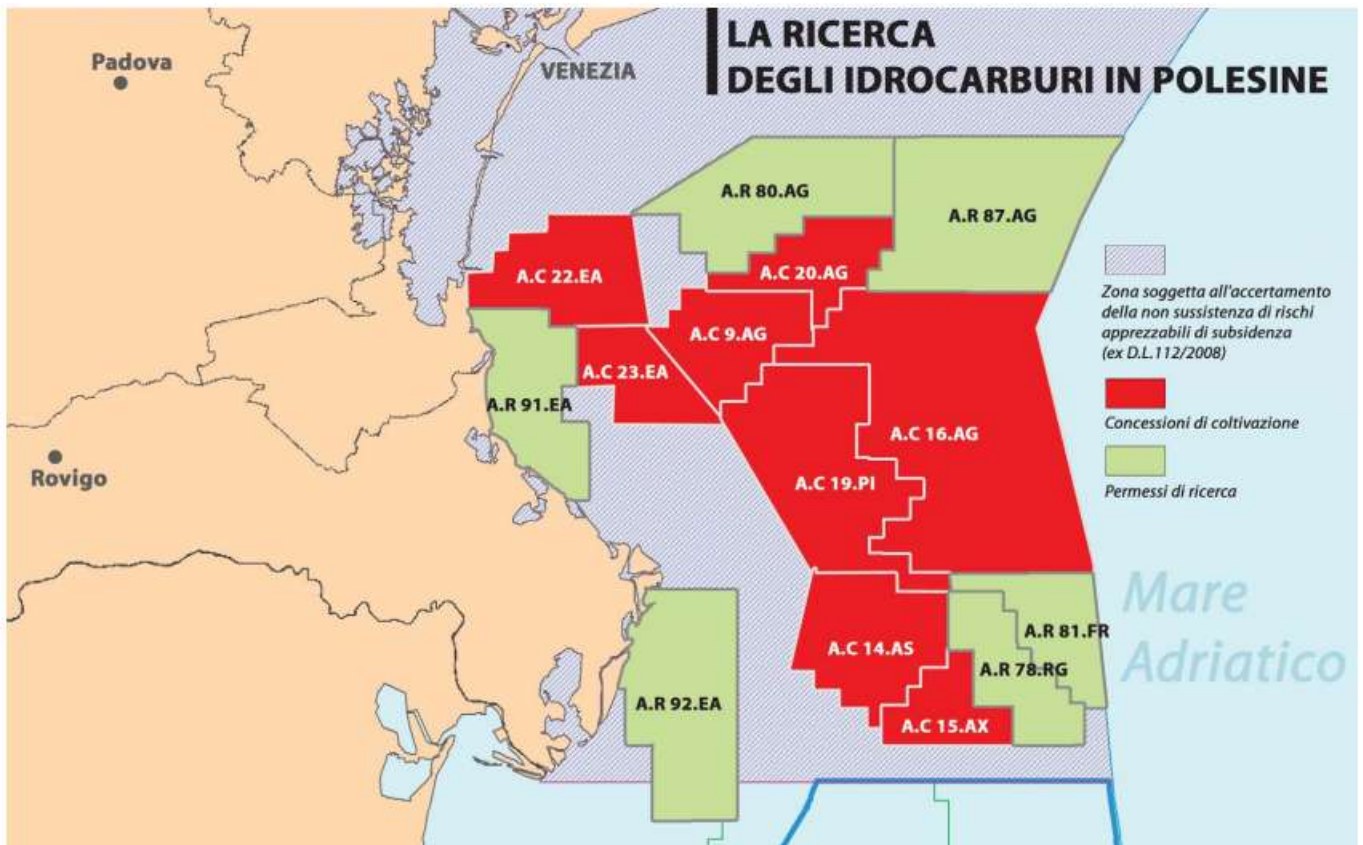 LA RICERCA
DEGLI IDROCARBURI IN POLESINE
Padova
VENEZIA
A.R 80.AG
A.R 87.AG
A.C 22.EA
A.C 20.AG
A.C 9.AG
A.C 23.EA
A.R 91.EA
A.C 16.AG
A.C 19.PI
Rovigo
A.C 14.AS
A.R 81.FR
A.R 78.RG
A.R 92.EA
A.C 15.AX
Zona soggetta all'accertamento
della non sussistenza di rischi
apprezzabili di subsidenza
(ex D.L.112/2008)
Concessioni di coltivazione
Permessi di ricerca
Mare
Adriatico